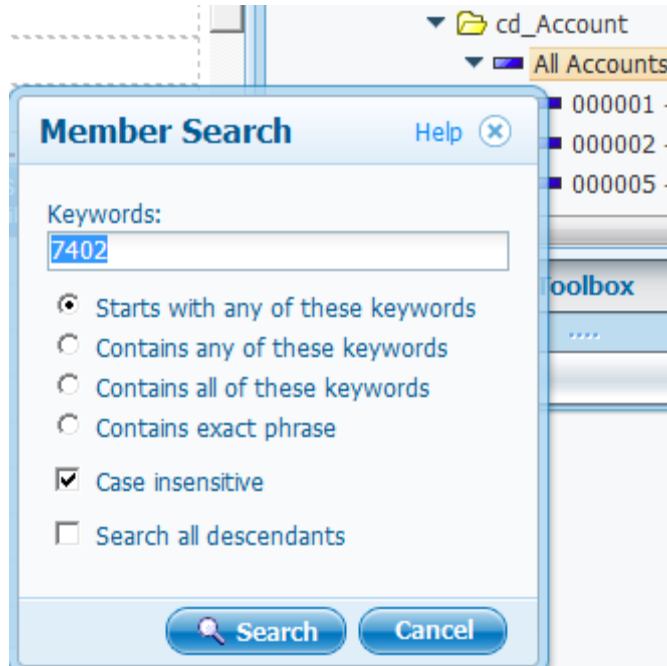 cd_Account
All Accounts
000001 -
000002 -
000005 -
Member Search Help
Keywords:
7402
Starts with any of these keywords
Contains any of these keywords
Contains all of these keywords
Contains exact phrase
Case insensitive
Search all descendants
Search Cancel
Toolbox